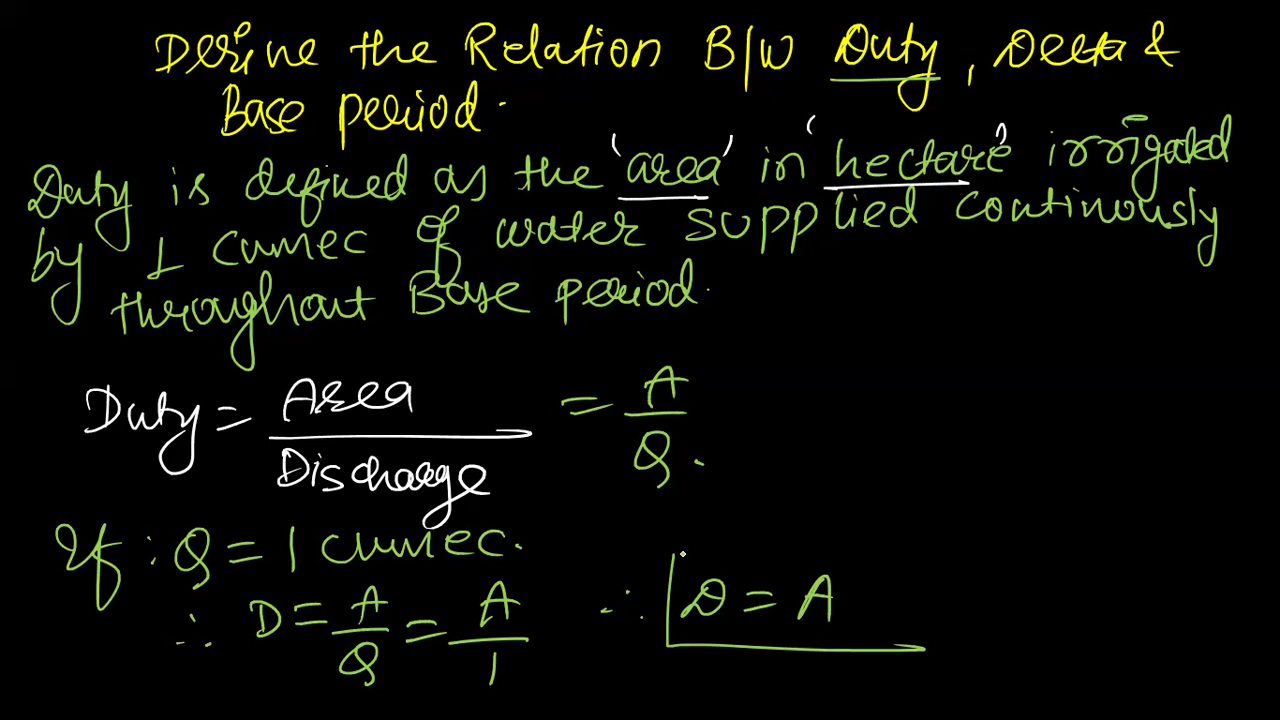 Define the Relation B/W Duty, Delta &
Base period.
Duty is defined as the 'area' in 'hectare' irrigated
by 1 cumec of water supplied continously
throughout Base period.
Duty = Area / Discharge = A / Q.
If : Q = 1 cumec.
∴ D = A / Q = A / 1 ∴ D = A